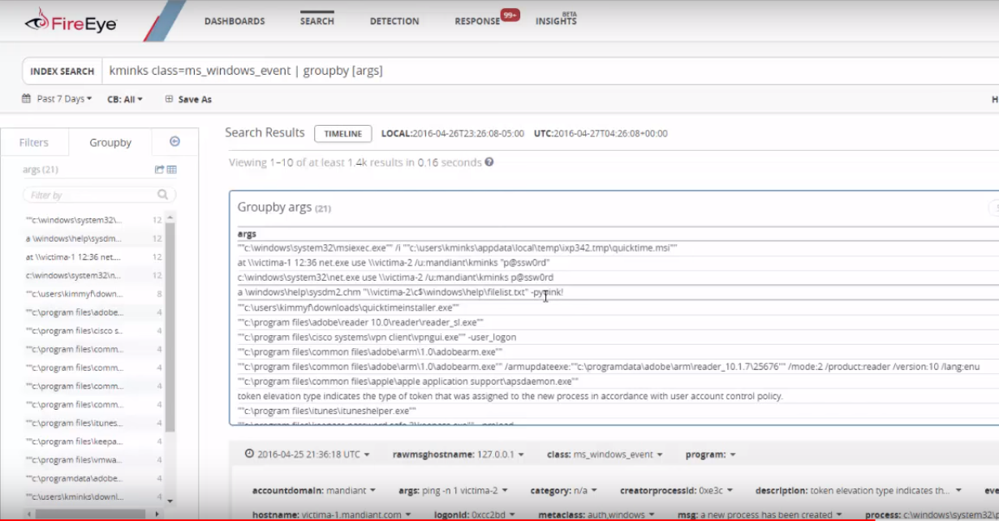 FireEye
DASHBOARDS
SEARCH
DETECTION
RESPONSE 99+
INSIGHTS BETA
INDEX SEARCH kminks class=ms_windows_event | groupby [args]
Past 7 Days CB: All Save As H
Filters Groupby
args (21)
Filter by
""c:\windows\system32\... 12
a \windows\help\sysdm... 12
at \\victima-1 12:36 net.... 12
c:\windows\system32\n... 12
""c:\users\kimmyf\down... 8
""c:\program files\adobe... 4
""c:\program files\cisco s... 4
""c:\program files\comm... 4
""c:\program files\comm... 4
""c:\program files\comm... 4
""c:\program files\comm... 4
""c:\program files\itunes... 4
""c:\program files\keepa... 4
""c:\program files\vmwa... 4
""c:\programdata\adobe... 4
""c:\users\kminks\downl... 4
Search Results TIMELINE LOCAL:2016-04-26T23:26:08-05:00 UTC:2016-04-27T04:26:08+00:00
Viewing 1–10 of at least 1.4k results in 0.16 seconds ?
Groupby args (21)
args
""c:\windows\system32\msiexec.exe"" /i ""c:\users\kminks\appdata\local\temp\ixp342.tmp\quicktime.msi""
at \\victima-1 12:36 net.exe use \\victima-2 /u:mandiant\kminks "p@ssw0rd"
c:\windows\system32\net.exe use \\victima-2 /u:mandiant\kminks p@ssw0rd
a \windows\help\sysdm2.chm "\\victima-2\c$\windows\help\filelist.txt"
""c:\users\kimmyf\downloads\quicktimeinstaller.exe""
""c:\program files\adobe\reader 10.0\reader\reader_sl.exe""
""c:\program files\cisco systems\vpn client\vpngui.exe"" -user_logon
""c:\program files\common files\adobe\arm\1.0\adobearm.exe""
""c:\program files\common files\adobe\arm\1.0\adobearm.exe"" /armupdateexe:""c:\programdata\adobe\arm\reader_10.1.7\25676"" /mode:2 /product:reader /version:10 /lang:enu
""c:\program files\common files\apple\apple application support\apsdaemon.exe""
token elevation type indicates the type of token that was assigned to the new process in accordance with user account control policy.
""c:\program files\itunes\ituneshelper.exe""
2016-04-25 21:36:18 UTC rawmsghostname: 127.0.0.1 class: ms_windows_event program:
accountdomain: mandiant args: ping -n 1 victima-2 category: n/a creatorprocessid: 0xe3c description: token elevation type indicates th... eve
hostname: victima-1.mandiant.com logonid: 0xcc2bd metaclass: auth,windows msg: a new process has been created process: c:\windows\system32